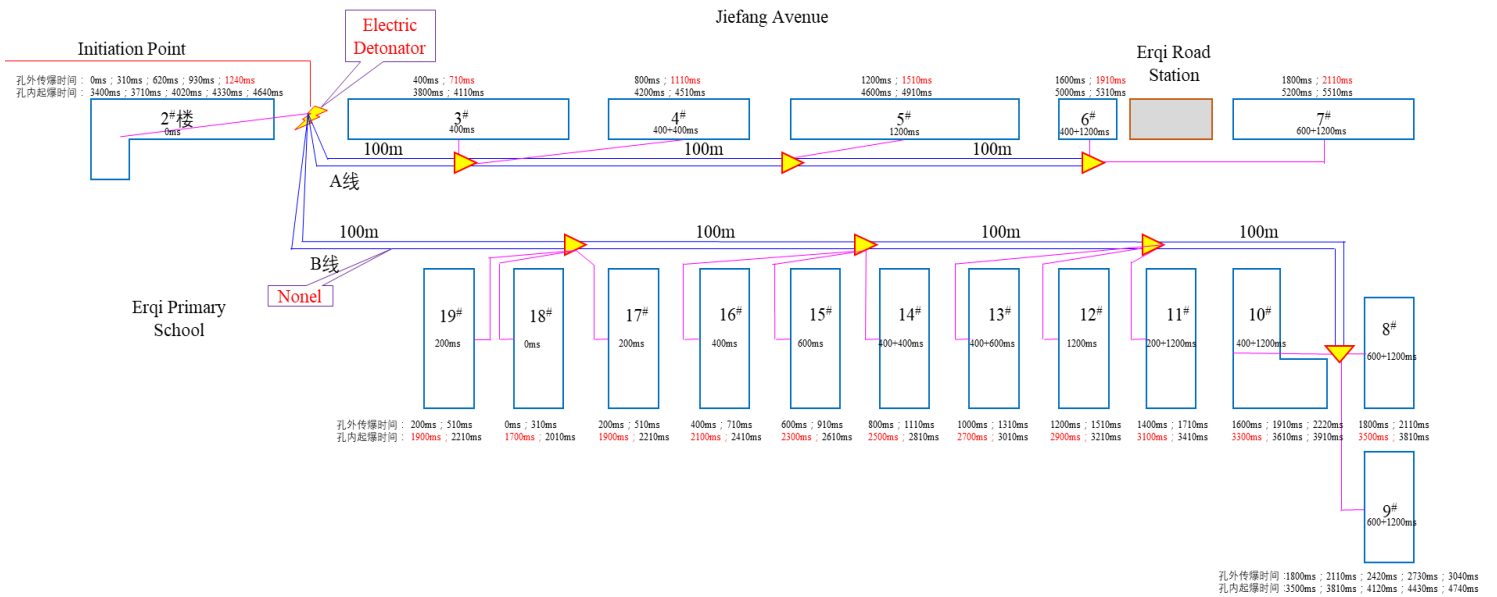 Jiefang Avenue
Electric
Detonator
Initiation Point
Erqi Road
Station
孔外传爆时间：0ms；310ms；620ms；930ms；1240ms
孔内起爆时间：3400ms；3710ms；4020ms；4330ms；4640ms
400ms；710ms
3800ms；4110ms
800ms；1110ms
4200ms；4510ms
1200ms；1510ms
4600ms；4910ms
1600ms；1910ms
5000ms；5310ms
1800ms；2110ms
5200ms；5510ms
2#楼
0ms
3#
400ms
4#
400+400ms
5#
1200ms
6#
400+1200ms
7#
600+1200ms
100m
100m
100m
A线
100m
100m
100m
100m
B线
Nonel
Erqi Primary
School
19#
200ms
18#
0ms
17#
200ms
16#
400ms
15#
600ms
14#
400+400ms
13#
400+600ms
12#
1200ms
11#
200+1200ms
10#
400+1200ms
8#
600+1200ms
孔外传爆时间：200ms；510ms
孔内起爆时间：1900ms；2210ms
0ms；310ms
1700ms；2010ms
200ms；510ms
1900ms；2210ms
400ms；710ms
2100ms；2410ms
600ms；910ms
2300ms；2610ms
800ms；1110ms
2500ms；2810ms
1000ms；1310ms
2700ms；3010ms
1200ms；1510ms
2900ms；3210ms
1400ms；1710ms
3100ms；3410ms
1600ms；1910ms；2220ms
3300ms；3610ms；3910ms
1800ms；2110ms
3500ms；3810ms
9#
600+1200ms
孔外传爆时间：1800ms；2110ms；2420ms；2730ms；3040ms
孔内起爆时间：3500ms；3810ms；4120ms；4430ms；4740ms